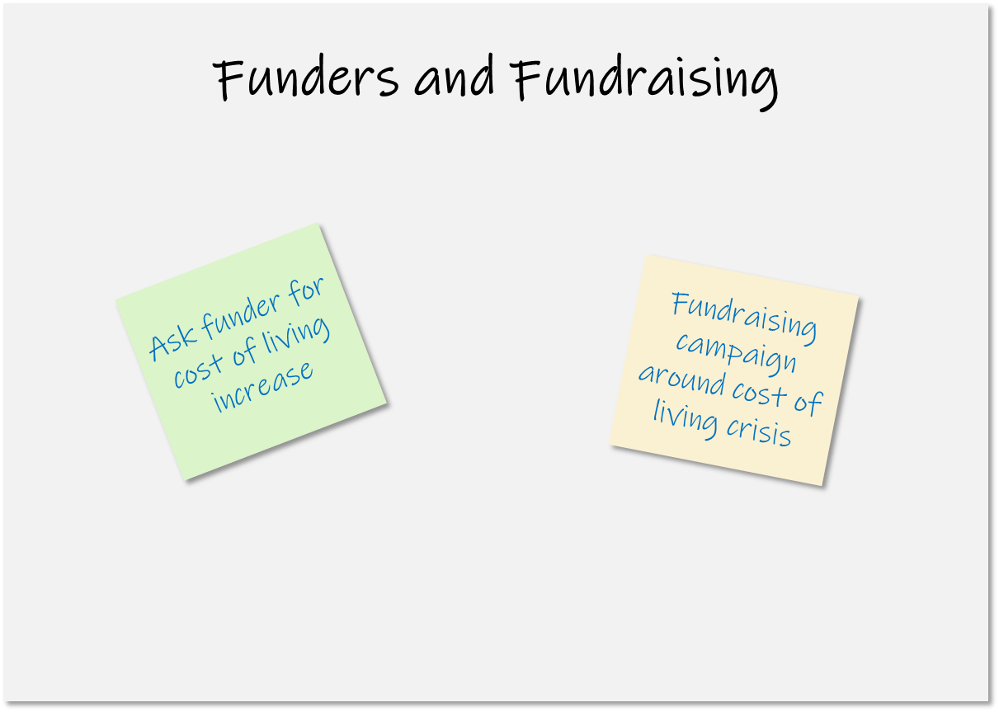 Funders and Fundraising
Ask funder for
cost of living
increase
Fundraising
campaign
around cost of
living crisis